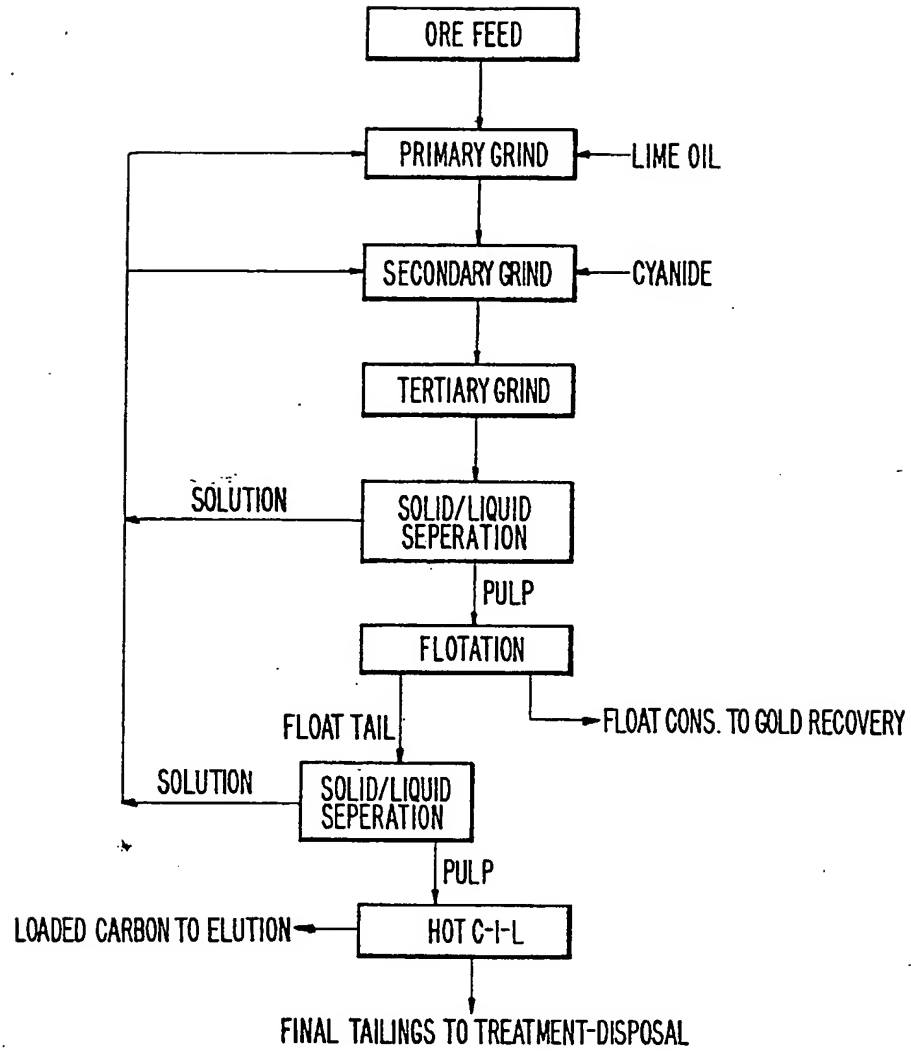 ORE FEED
PRIMARY GRIND
LIME OIL
SECONDARY GRIND
CYANIDE
TERTIARY GRIND
SOLUTION
SOLID/LIQUID
SEPERATION
PULP
FLOTATION
FLOAT TAIL
FLOAT CONS. TO GOLD RECOVERY
SOLUTION
SOLID/LIQUID
SEPERATION
PULP
LOADED CARBON TO ELUTION
HOT C-I-L
FINAL TAILINGS TO TREATMENT-DISPOSAL